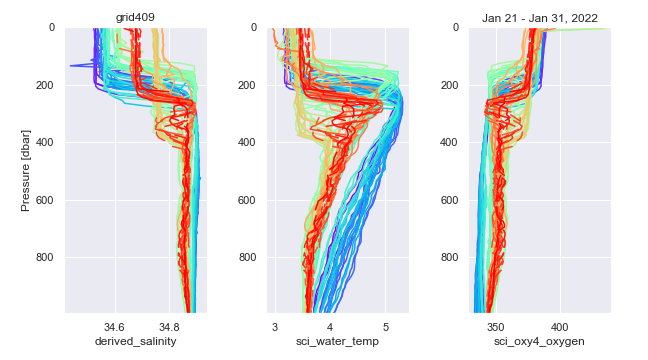 grid409
Jan 21 - Jan 31, 2022
0
200
400
600
800
Pressure [dbar]
34.6 34.8
derived_salinity
0
200
400
600
800
3 4 5
sci_water_temp
0
200
400
600
800
350 400
sci_oxy4_oxygen